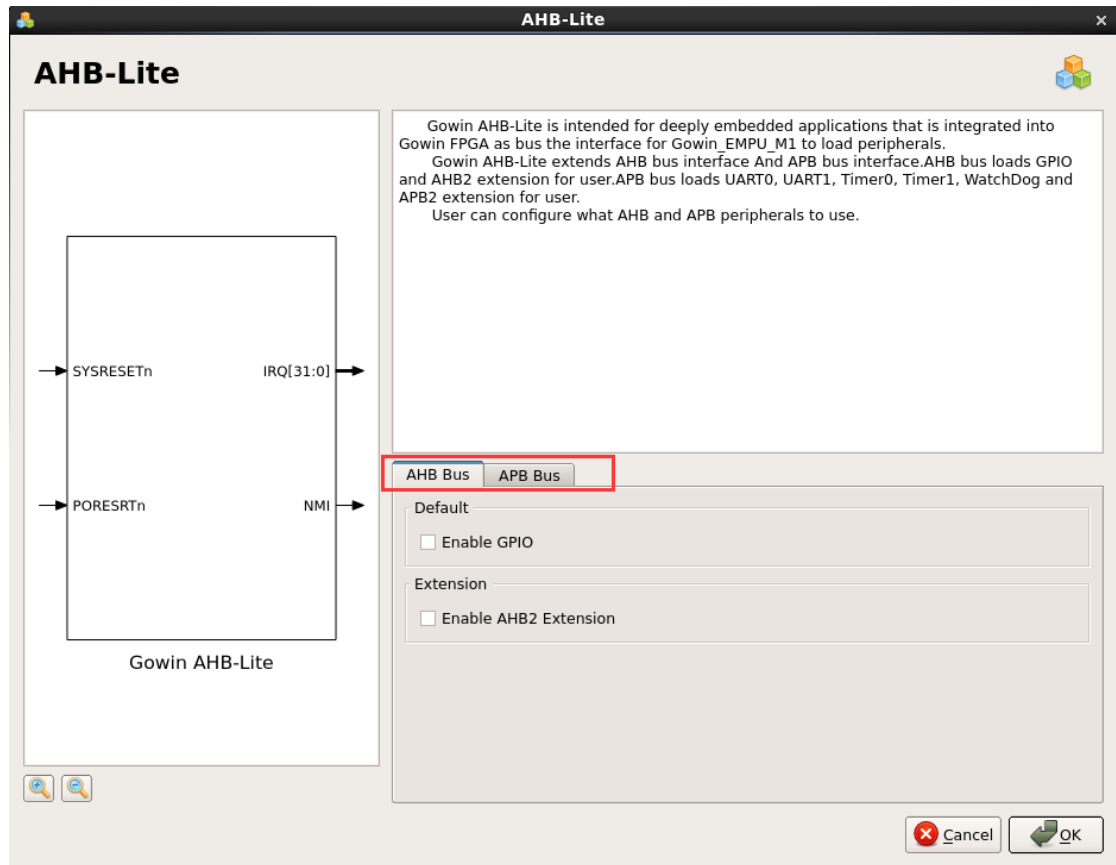 AHB-Lite
AHB-Lite
Gowin AHB-Lite is intended for deeply embedded applications that is integrated into
Gowin FPGA as bus the interface for Gowin_EMPU_M1 to load peripherals.
Gowin AHB-Lite extends AHB bus interface And APB bus interface.AHB bus loads GPIO
and AHB2 extension for user.APB bus loads UART0, UART1, Timer0, Timer1, WatchDog and
APB2 extension for user.
User can configure what AHB and APB peripherals to use.
SYSRESETn
IRQ[31:0]
PORESRTn
NMI
Gowin AHB-Lite
AHB Bus
APB Bus
Default
Enable GPIO
Extension
Enable AHB2 Extension
Cancel
OK